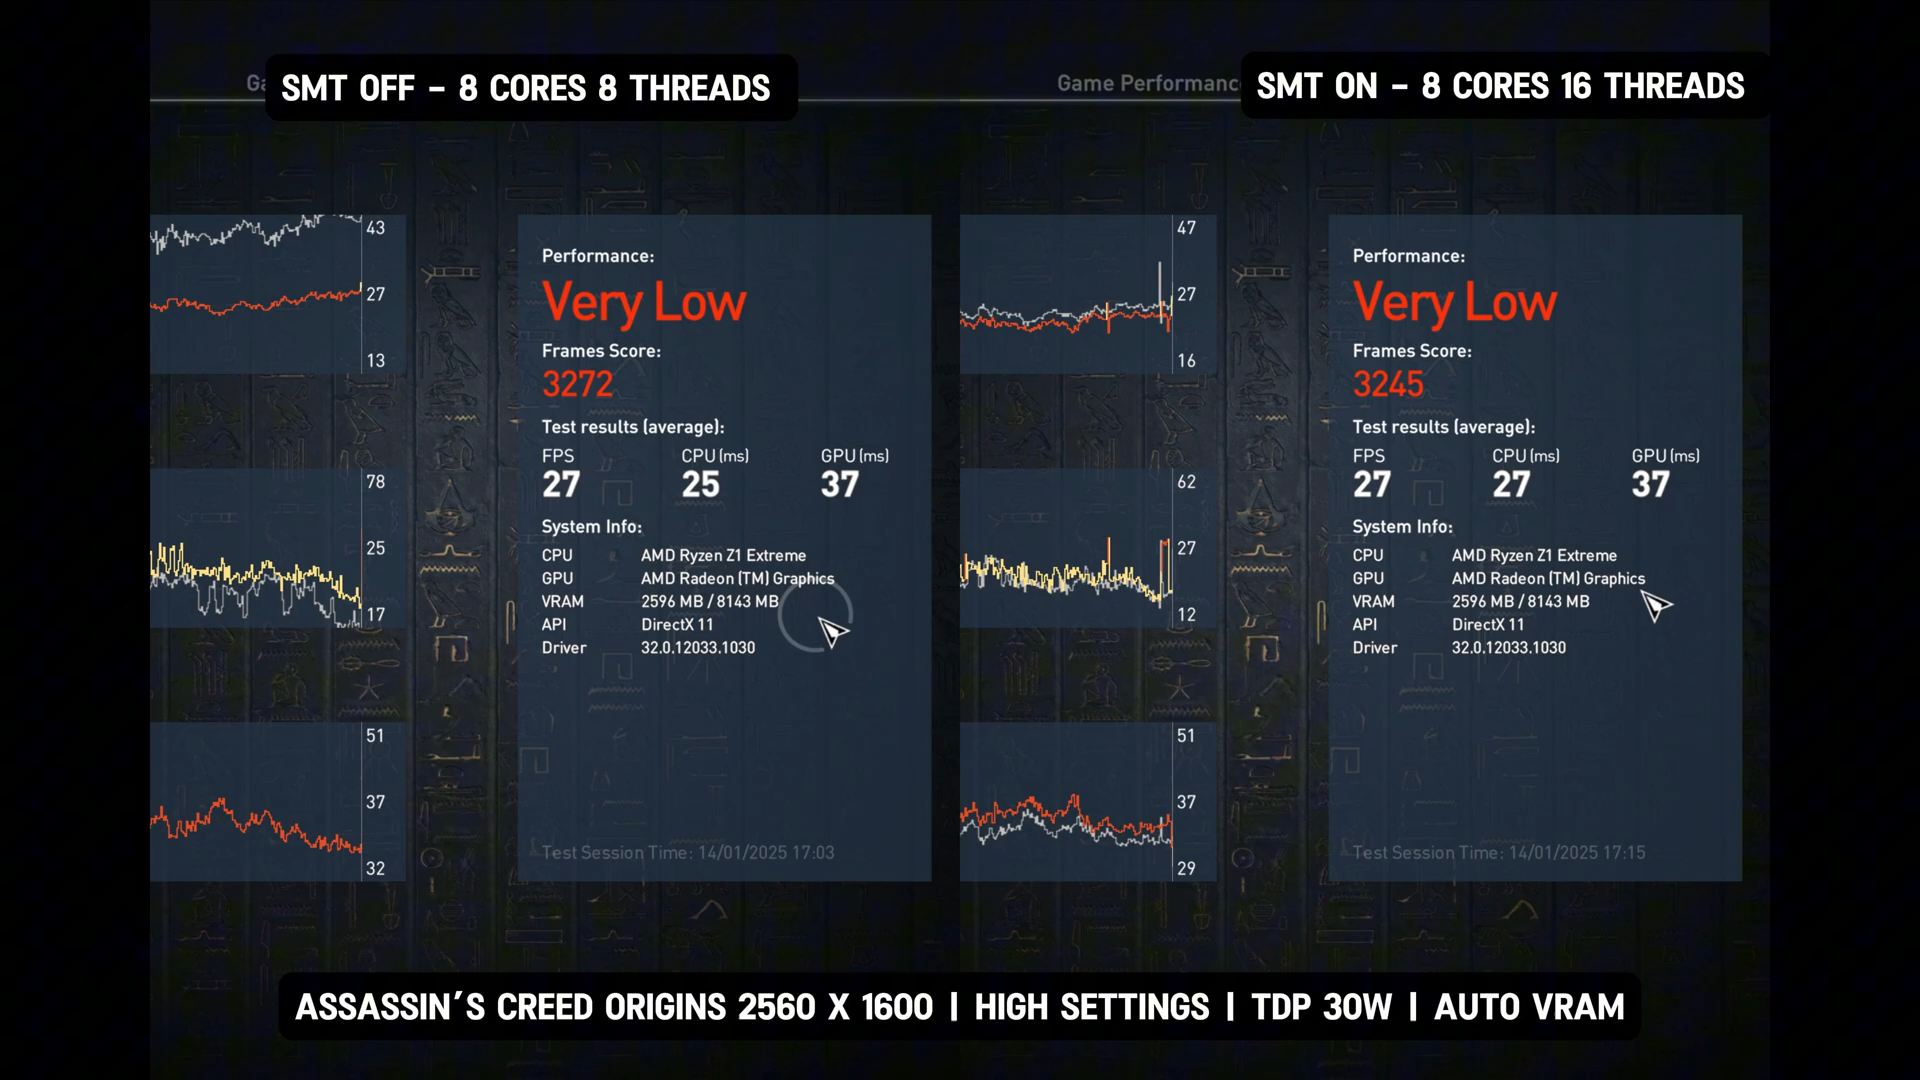 Ga
SMT OFF – 8 CORES 8 THREADS
43
27
13
78
25
17
51
37
32
Performance:
Very Low
Frames Score:
3272
Test results (average):
FPS CPU (ms) GPU (ms)
27 25 37
System Info:
CPU AMD Ryzen Z1 Extreme
GPU AMD Radeon (TM) Graphics
VRAM 2596 MB / 8143 MB
API DirectX 11
Driver 32.0.12033.1030
Test Session Time: 14/01/2025 17:03
Game Performanc
SMT ON – 8 CORES 16 THREADS
47
27
16
62
27
12
51
37
29
Performance:
Very Low
Frames Score:
3245
Test results (average):
FPS CPU (ms) GPU (ms)
27 27 37
System Info:
CPU AMD Ryzen Z1 Extreme
GPU AMD Radeon (TM) Graphics
VRAM 2596 MB / 8143 MB
API DirectX 11
Driver 32.0.12033.1030
Test Session Time: 14/01/2025 17:15
ASSASSIN´S CREED ORIGINS 2560 X 1600 | HIGH SETTINGS | TDP 30W | AUTO VRAM